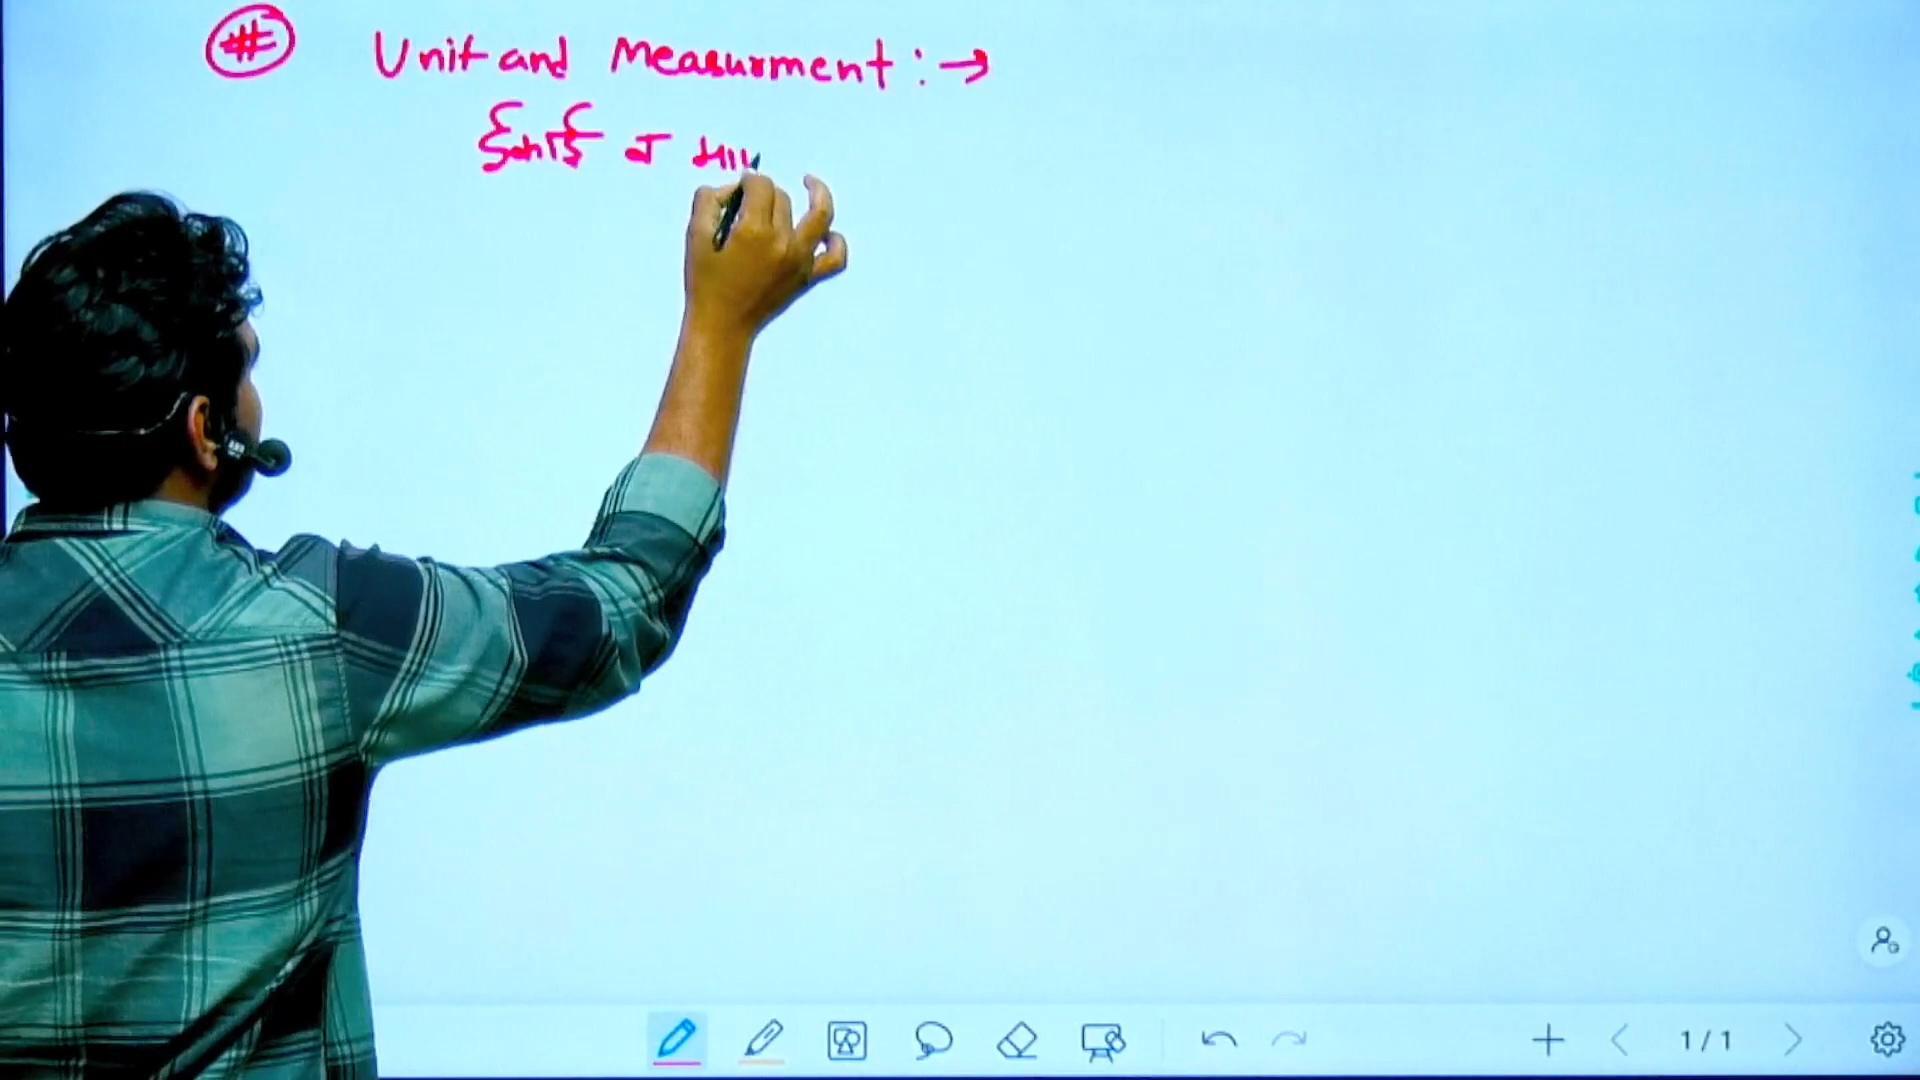 # Unit and Measurment : →
इकाई व
1/1